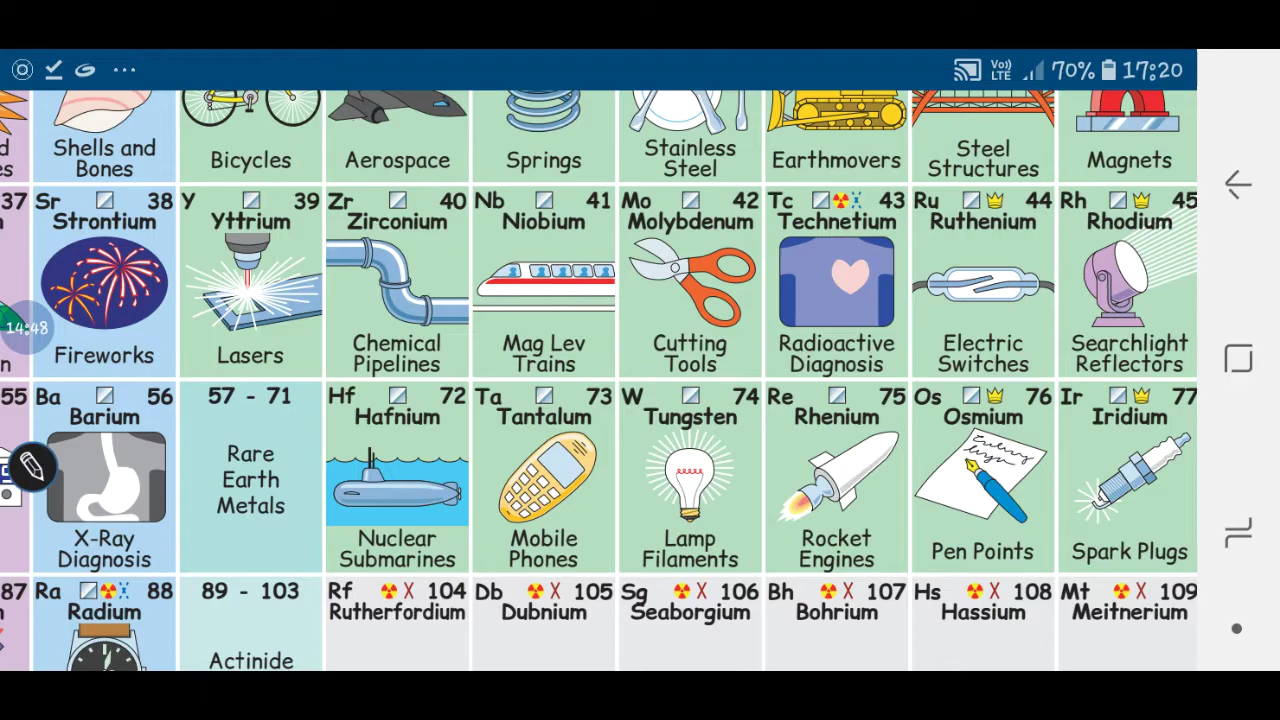 Vo)) 70% 17:20
LTE
Shells and Bones
Bicycles
Aerospace
Springs
Stainless Steel
Earthmovers
Steel Structures
Magnets
37
Sr 38
Strontium
Fireworks
Y 39
Yttrium
Lasers
Zr 40
Zirconium
Chemical
Pipelines
Nb 41
Niobium
Mag Lev
Trains
Mo 42
Molybdenum
Cutting
Tools
Tc 43
Technetium
Radioactive
Diagnosis
Ru 44
Ruthenium
Electric
Switches
Rh 45
Rhodium
Searchlight
Reflectors
14:48
55
Ba 56
Barium
X-Ray
Diagnosis
57 - 71
Rare
Earth
Metals
Hf 72
Hafnium
Nuclear
Submarines
Ta 73
Tantalum
Mobile
Phones
W 74
Tungsten
Lamp
Filaments
Re 75
Rhenium
Rocket
Engines
Os 76
Osmium
Pen Points
Ir 77
Iridium
Spark Plugs
87
Ra 88
Radium
89 - 103
Actinide
Rf X 104
Rutherfordium
Db X 105
Dubnium
Sg X 106
Seaborgium
Bh X 107
Bohrium
Hs X 108
Hassium
Mt X 109
Meitnerium